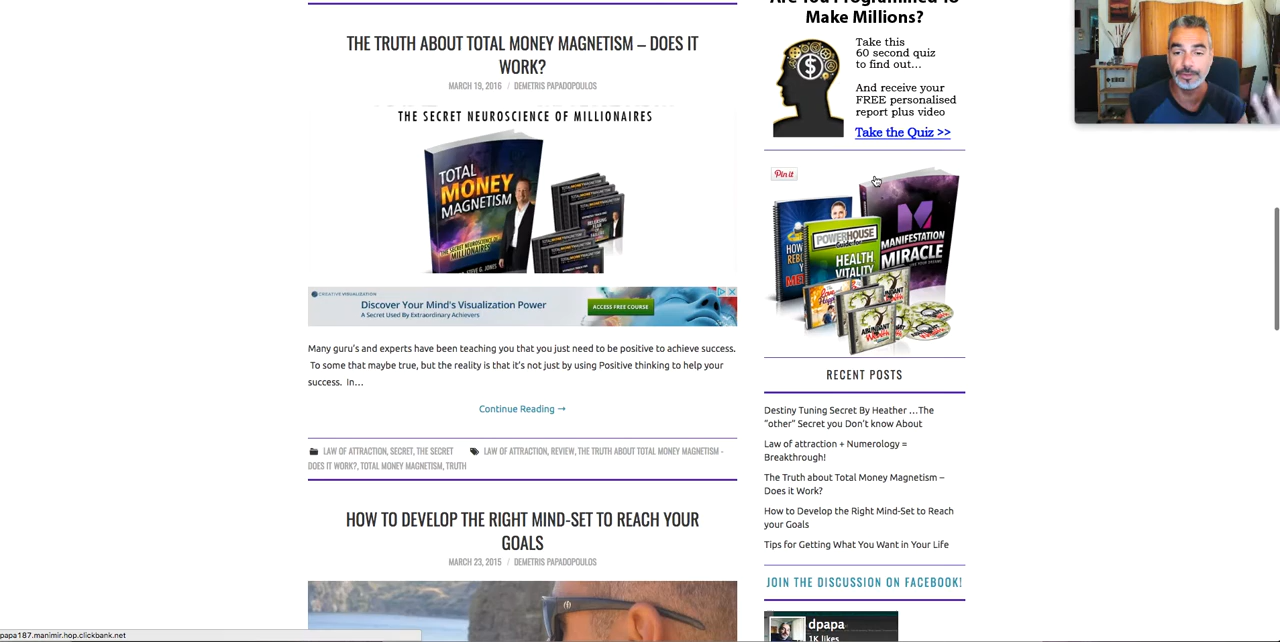 THE TRUTH ABOUT TOTAL MONEY MAGNETISM – DOES IT
WORK?
MARCH 19, 2016 / DEMETRIS PAPADOPOULOS
THE SECRET NEUROSCIENCE OF MILLIONAIRES
TOTAL
MONEY
MAGNETISM
CREATIVE VISUALIZATION
Discover Your Mind's Visualization Power
A Secret Used By Extraordinary Achievers
ACCESS FREE COURSE
Many guru's and experts have been teaching you that you just need to be positive to achieve success.
To some that maybe true, but the reality is that it's not just by using Positive thinking to help your
success. In…
Continue Reading →
LAW OF ATTRACTION, SECRET, THE SECRET
LAW OF ATTRACTION, REVIEW, THE TRUTH ABOUT TOTAL MONEY MAGNETISM -
DOES IT WORK?, TOTAL MONEY MAGNETISM, TRUTH
HOW TO DEVELOP THE RIGHT MIND-SET TO REACH YOUR
GOALS
MARCH 23, 2015 / DEMETRIS PAPADOPOULOS
Make Millions?
Take this
60 second quiz
to find out...
And receive your
FREE personalised
report plus video
Take the Quiz >>
$
Pin it
POWERHOUSE
HEALTH
VITALITY
M
MANIFESTATION
MIRACLE
RECENT POSTS
Destiny Tuning Secret By Heather …The
"other" Secret you Don't know About
Law of attraction + Numerology =
Breakthrough!
The Truth about Total Money Magnetism –
Does it Work?
How to Develop the Right Mind-Set to Reach
your Goals
Tips for Getting What You Want in Your Life
JOIN THE DISCUSSION ON FACEBOOK!
dpapa
1K likes
papa187.manimir.hop.clickbank.net